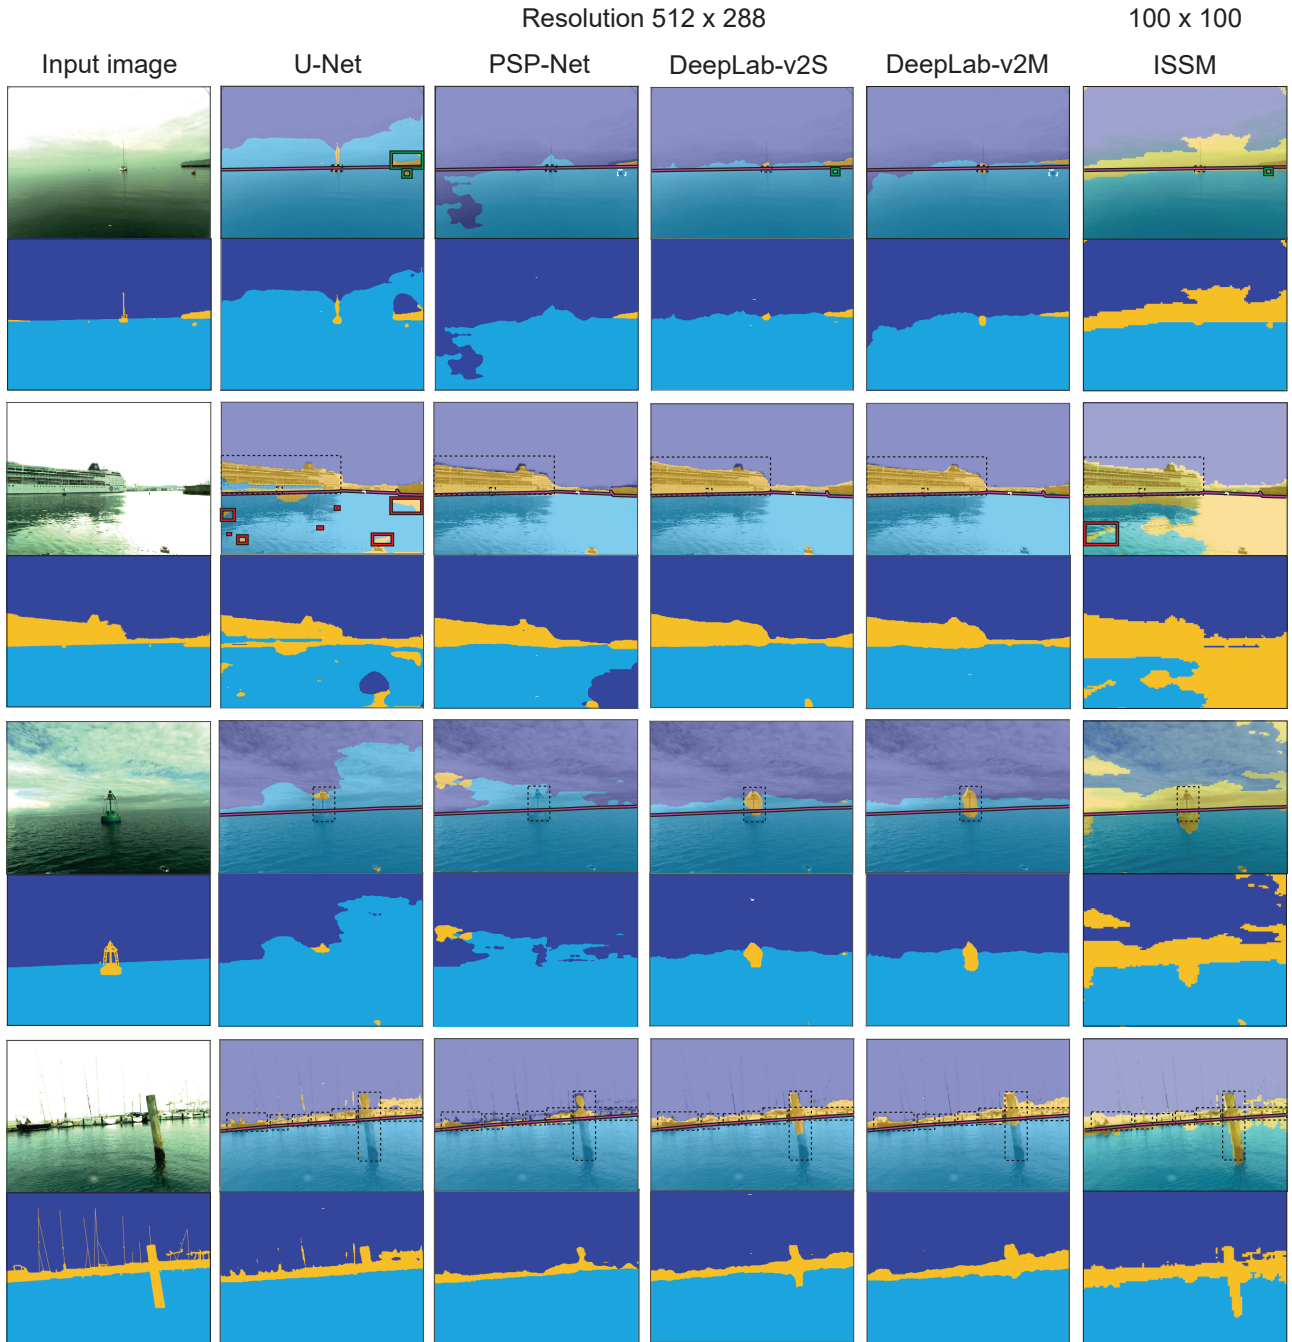 Resolution 512 x 288
100 x 100
Input image
U-Net
PSP-Net
DeepLab-v2S
DeepLab-v2M
ISSM